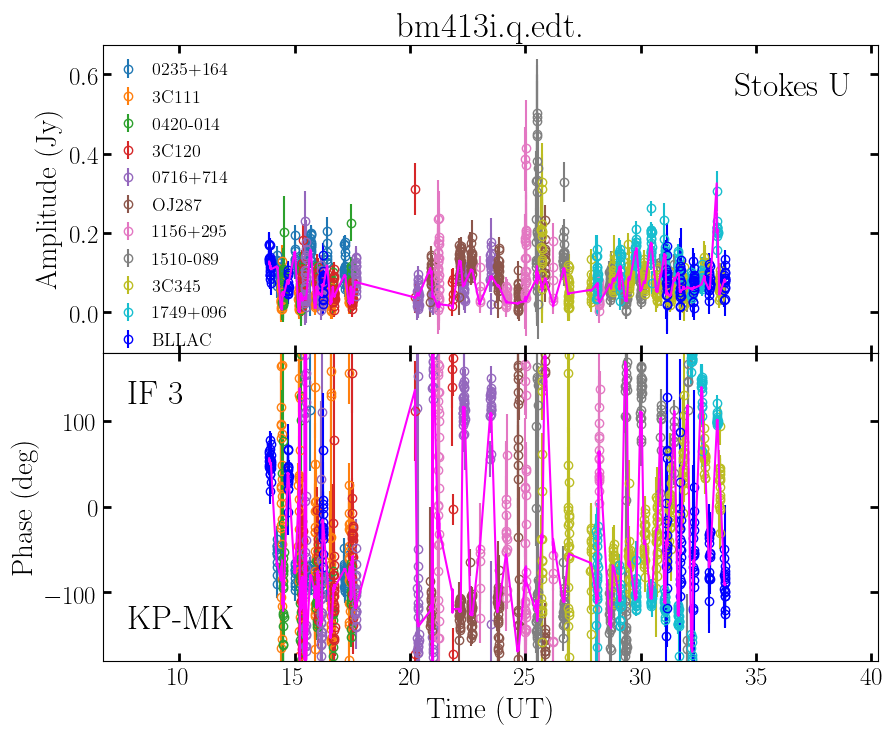 bm413i.q.edt.
Stokes U
0235+164
3C111
0420-014
3C120
0716+714
OJ287
1156+295
1510-089
3C345
1749+096
BLLAC
Amplitude (Jy)
0.6
0.4
0.2
0.0
IF 3
KP-MK
Phase (deg)
100
0
−100
10 15 20 25 30 35 40
Time (UT)